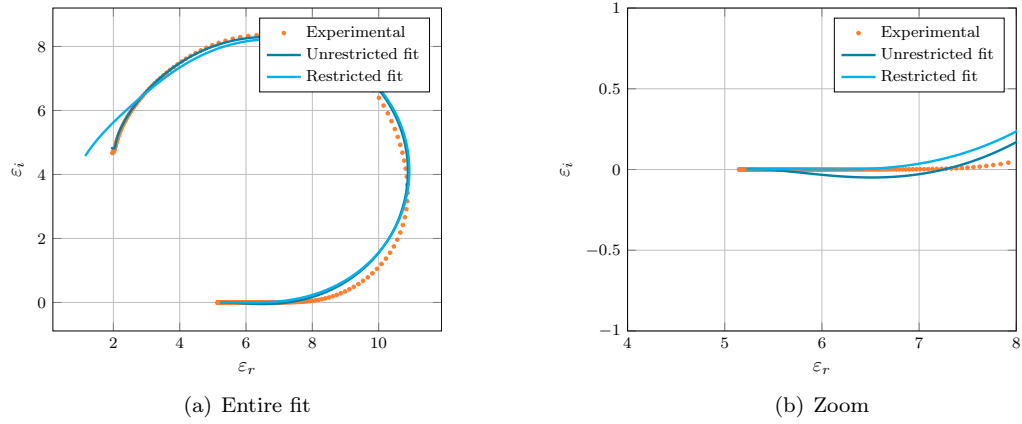 8
6
4
2
0
2
4
6
8
10
ε_i
ε_r
Experimental
Unrestricted fit
Restricted fit
(a) Entire fit
1
0.5
0
−0.5
−1
4
5
6
7
8
ε_i
ε_r
Experimental
Unrestricted fit
Restricted fit
(b) Zoom